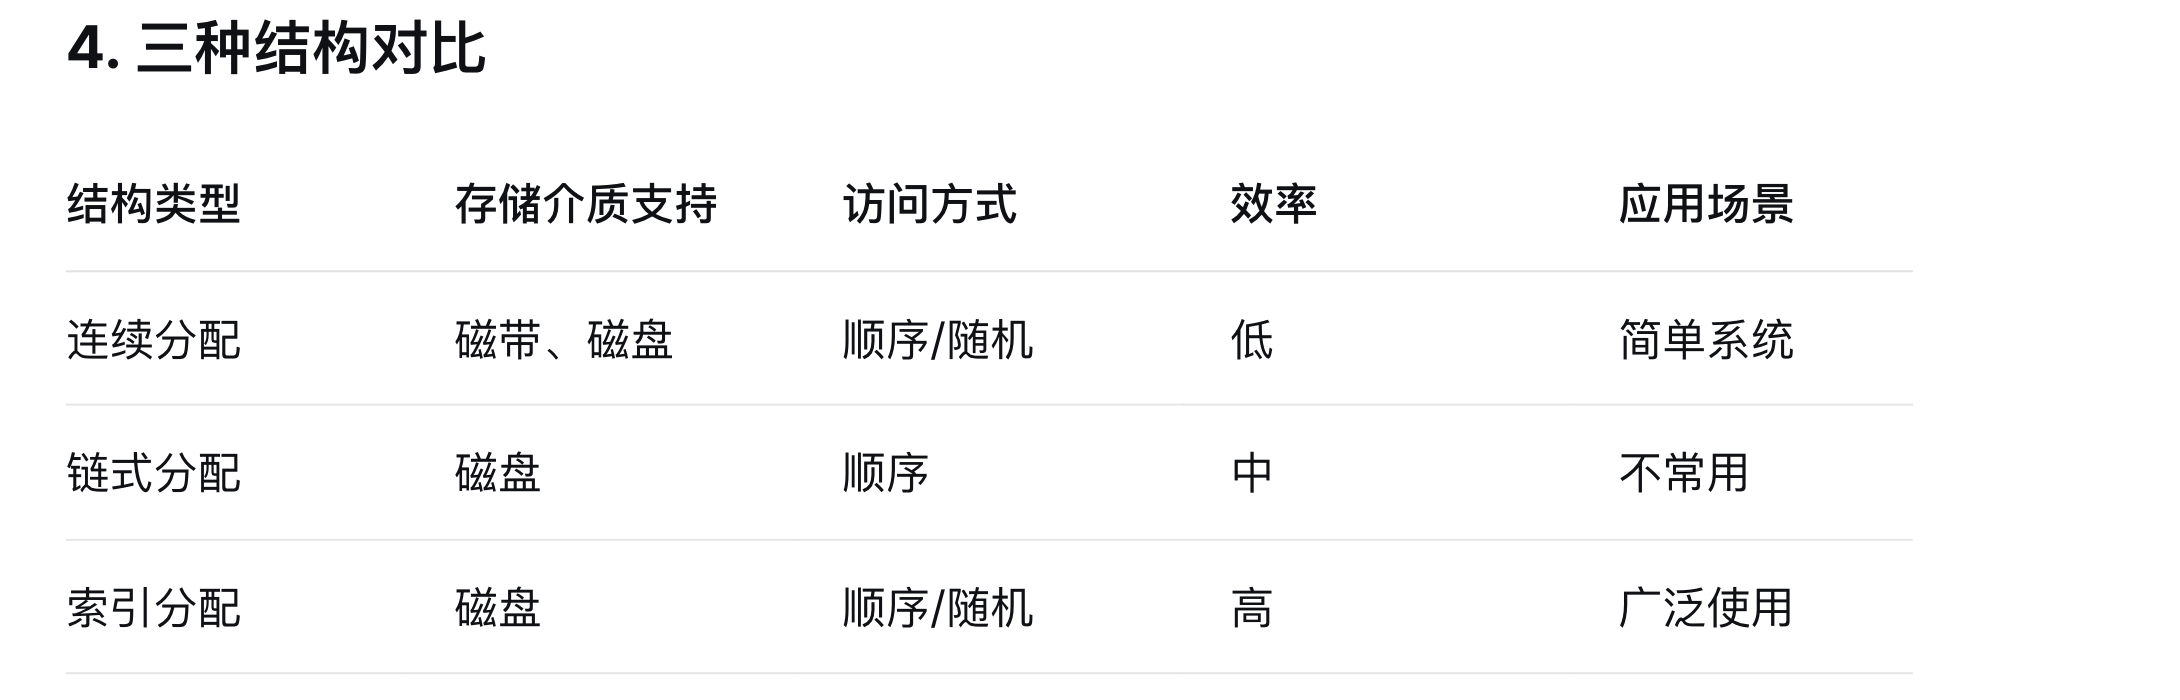 4. 三种结构对比
结构类型 存储介质支持 访问方式 效率 应用场景
连续分配 磁带、磁盘 顺序/随机 低 简单系统
链式分配 磁盘 顺序 中 不常用
索引分配 磁盘 顺序/随机 高 广泛使用